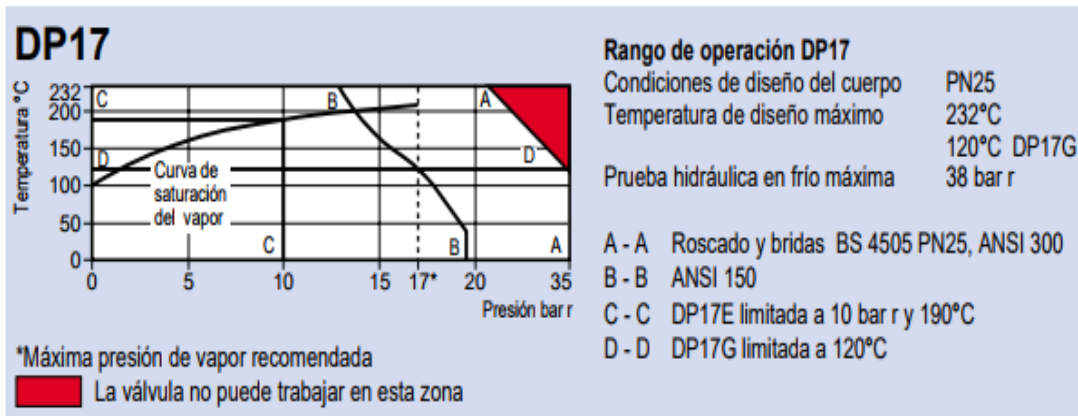 DP17
Temperatura °C
232
200
150
100
50
0
C
B
A
D
D
Curva de
saturación
del vapor
C
B
A
0 5 10 15 17* 20 35
Presión bar r
*Máxima presión de vapor recomendada
La válvula no puede trabajar en esta zona
Rango de operación DP17
Condiciones de diseño del cuerpo PN25
Temperatura de diseño máximo 232°C
120°C DP17G
Prueba hidráulica en frío máxima 38 bar r
A - A Roscado y bridas BS 4505 PN25, ANSI 300
B - B ANSI 150
C - C DP17E limitada a 10 bar r y 190°C
D - D DP17G limitada a 120°C